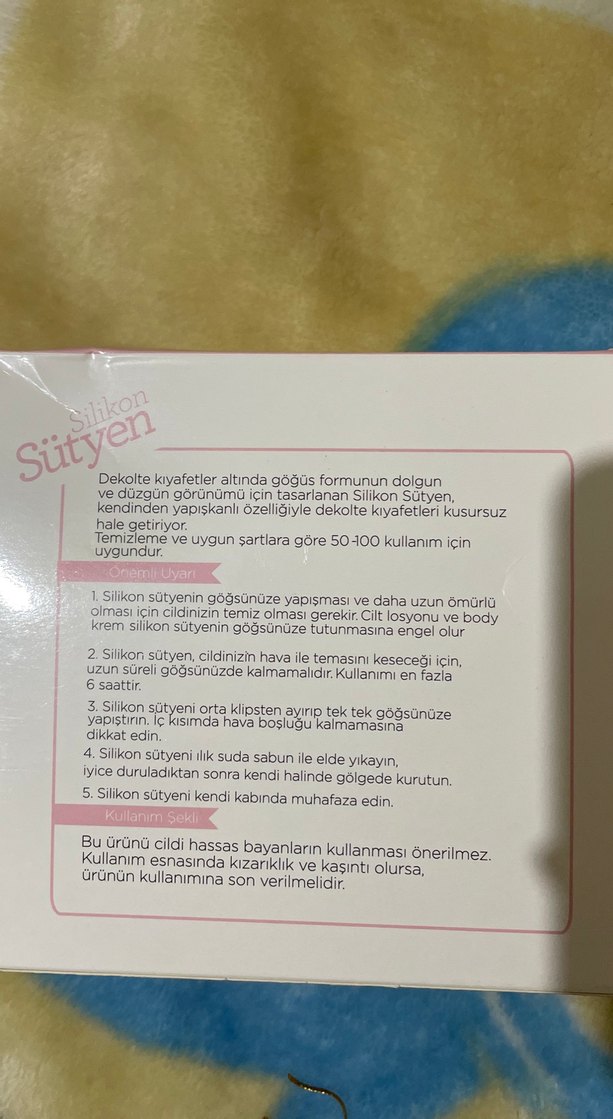 Silikon
Sütyen
Dekolte kıyafetler altında göğüs formunun dolgun
ve düzgün görünümü için tasarlanan Silikon Sütyen,
kendinden yapışkanlı özelliğiyle dekolte kıyafetleri kusursuz
hale getiriyor.
Temizleme ve uygun şartlara göre 50-100 kullanım için
uygundur.
Önemli Uyarı
1. Silikon sütyenin göğsünüze yapışması ve daha uzun ömürlü
olması için cildinizin temiz olması gerekir. Cilt losyonu ve body
krem silikon sütyenin göğsünüze tutunmasına engel olur
2. Silikon sütyen, cildinizin hava ile temasını keseceği için,
uzun süreli göğsünüzde kalmamalıdır. Kullanımı en fazla
6 saattir.
3. Silikon sütyeni orta klipsten ayırıp tek tek göğsünüze
yapıştırın. İç kısımda hava boşluğu kalmamasına
dikkat edin.
4. Silikon sütyeni ılık suda sabun ile elde yıkayın,
iyice duruladıktan sonra kendi halinde gölgede kurutun.
5. Silikon sütyeni kendi kabında muhafaza edin.
Kullanım Şekli
Bu ürünü cildi hassas bayanların kullanması önerilmez.
Kullanım esnasında kızarıklık ve kaşıntı olursa,
ürünün kullanımına son verilmelidir.